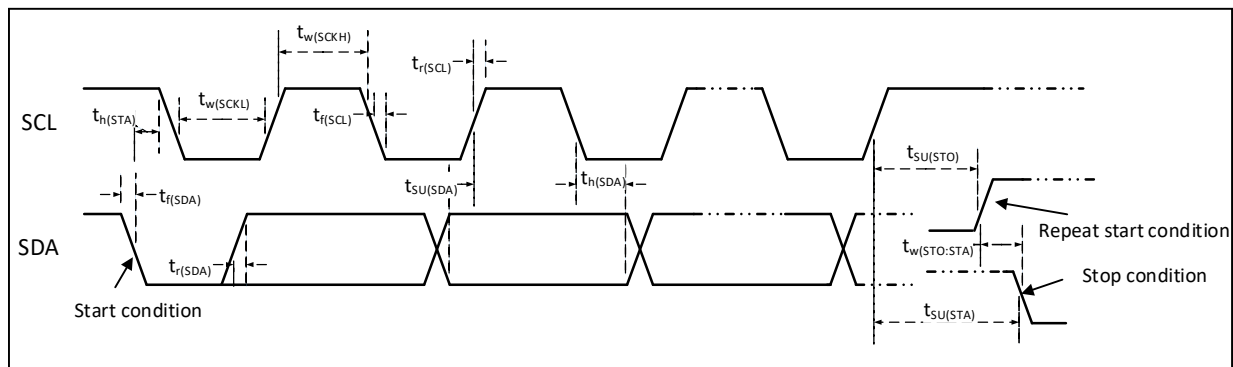 tw(SCKH)
tr(SCL)
tw(SCKL)
SCL
th(STA)
tf(SCL)
tSU(STO)
tSU(SDA)
th(SDA)
tf(SDA)
SDA
Repeat start condition
tw(STO:STA)
tr(SDA)
Stop condition
Start condition
tSU(STA)